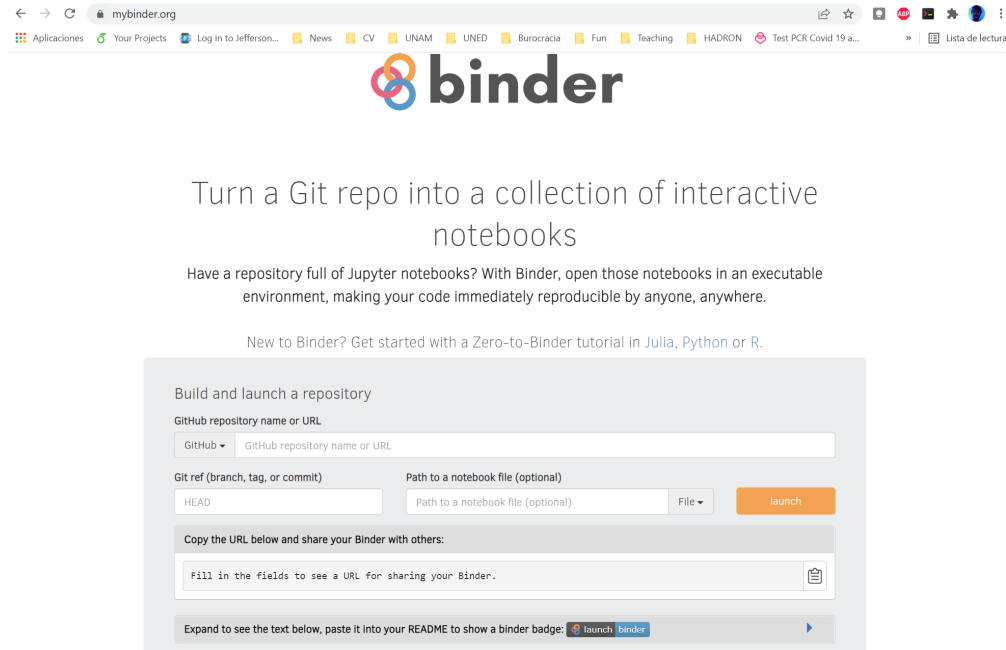 mybinder.org
ABP
Aplicaciones Your Projects Log in to Jefferson... News CV UNAM UNED Burocracia Fun Teaching HADRON Test PCR Covid 19 a... » Lista de lectura
binder
Turn a Git repo into a collection of interactive
notebooks
Have a repository full of Jupyter notebooks? With Binder, open those notebooks in an executable
environment, making your code immediately reproducible by anyone, anywhere.
New to Binder? Get started with a Zero-to-Binder tutorial in Julia, Python or R.
Build and launch a repository
GitHub repository name or URL
GitHub GitHub repository name or URL
Git ref (branch, tag, or commit) Path to a notebook file (optional)
HEAD Path to a notebook file (optional) File launch
Copy the URL below and share your Binder with others:
Fill in the fields to see a URL for sharing your Binder.
Expand to see the text below, paste it into your README to show a binder badge: launch binder